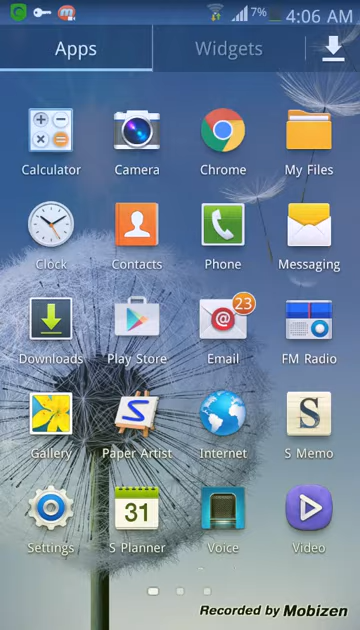 7% 4:06 AM
Apps Widgets
Calculator Camera Chrome My Files
Clock Contacts Phone Messaging
23
Downloads Play Store Email FM Radio
Gallery Paper Artist Internet S Memo
31
Settings S Planner Voice Video
Recorded by Mobizen